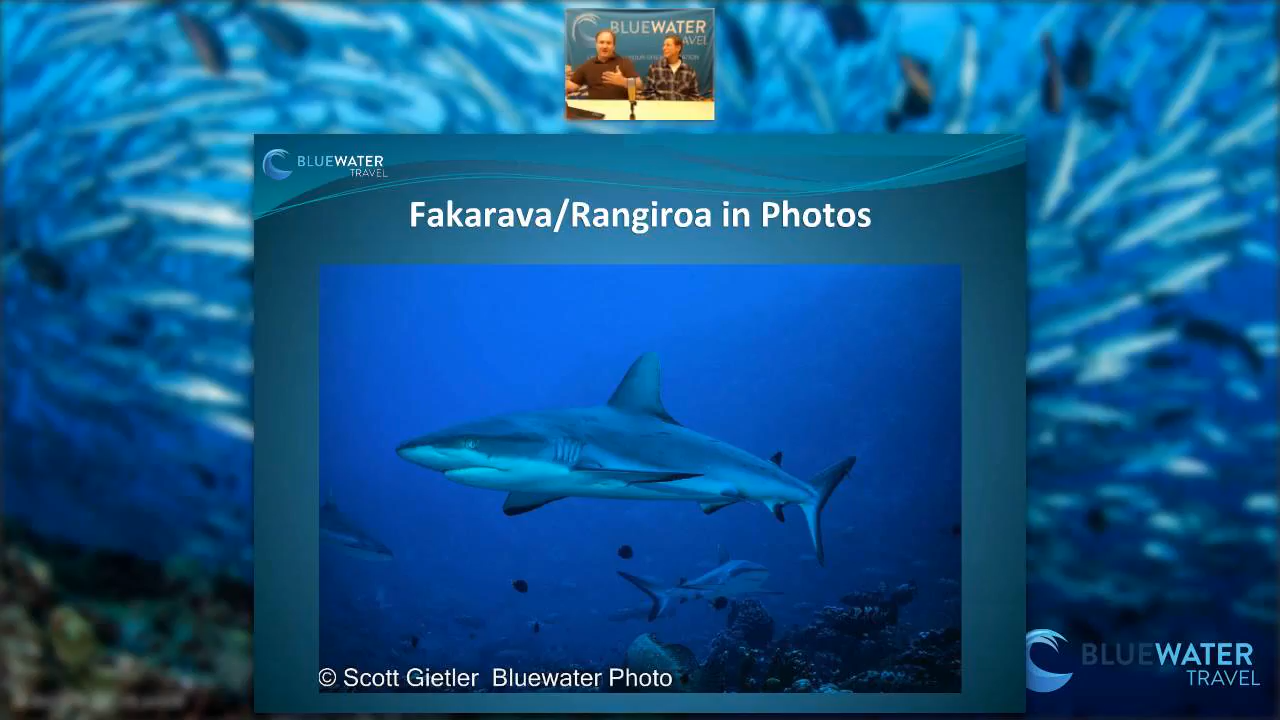 BLUEWATER
TRAVEL
BLUEWATER
TRAVEL
Fakarava/Rangiroa in Photos
© Scott Gietler Bluewater Photo
BLUEWATER
TRAVEL